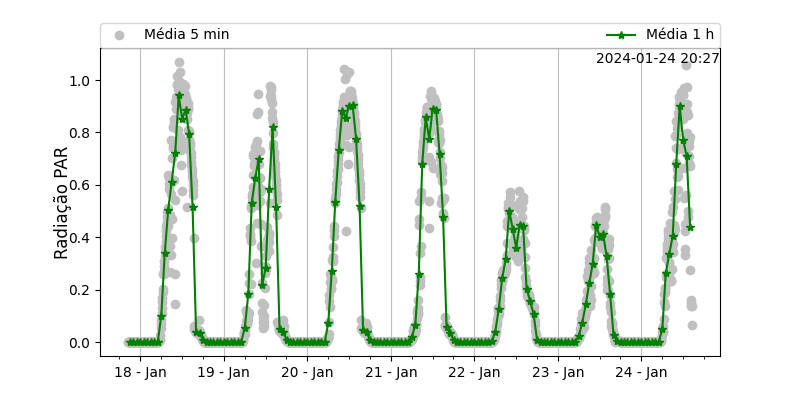 Média 5 min
Média 1 h
2024-01-24 20:27
Radiação PAR
1.0
0.8
0.6
0.4
0.2
0.0
18 - Jan
19 - Jan
20 - Jan
21 - Jan
22 - Jan
23 - Jan
24 - Jan